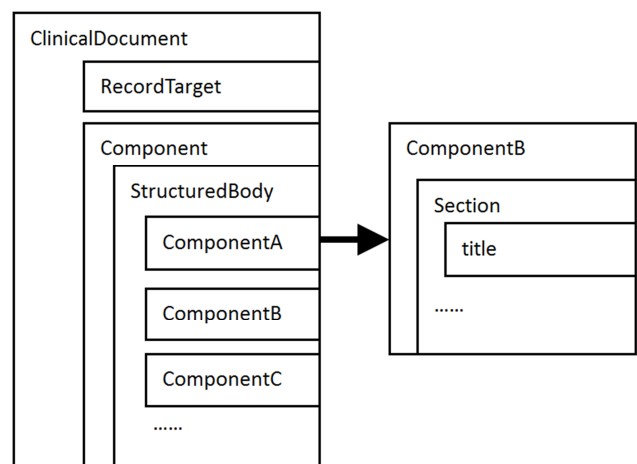 ClinicalDocument
RecordTarget
Component
StructuredBody
ComponentA
ComponentB
ComponentC
......
ComponentB
Section
title
......